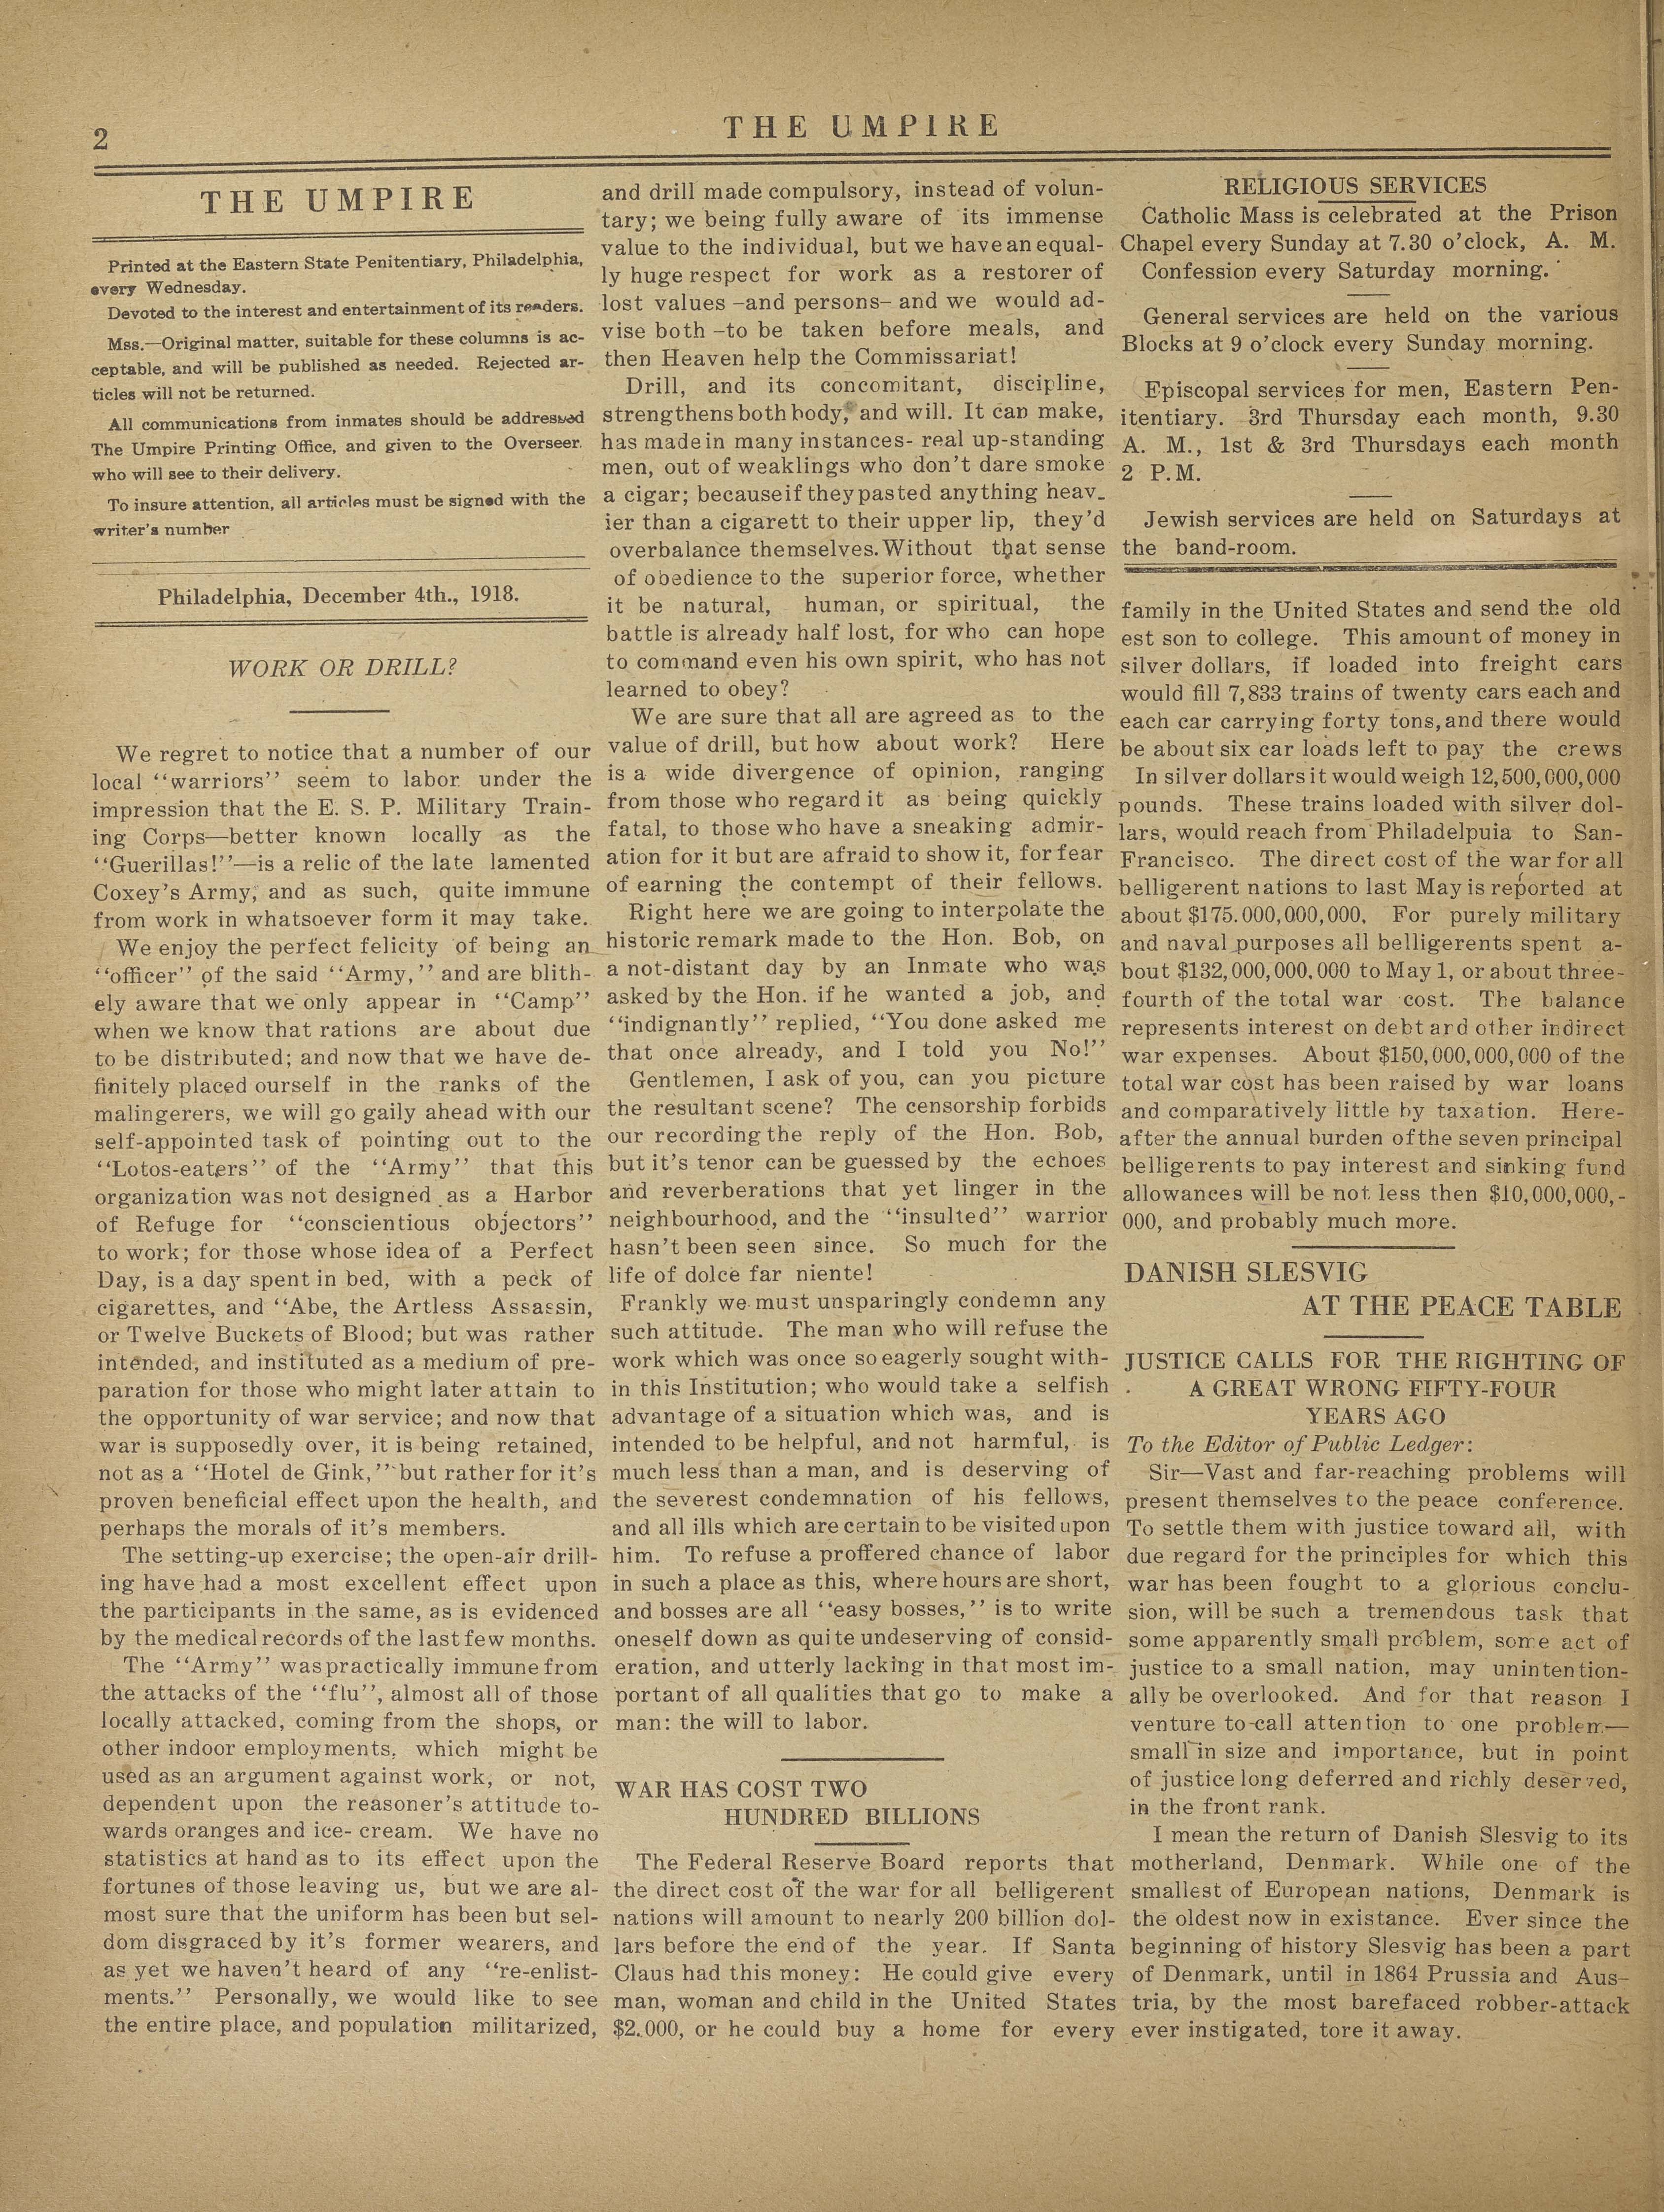 2
THE UMPIRE
THE UMPIRE
Printed at the Eastern State Penitentiary, Philadelphia,
every Wednesday.
Devoted to the interest and entertainment of its readers.
Mss.—Original matter, suitable for these columns is ac-
ceptable, and will be published as needed. Rejected ar-
ticles will not be returned.
All communications from inmates should be addressed
The Umpire Printing Office, and given to the Overseer.
who will see to their delivery.
To insure attention, all articles must be signed with the
writer's number
Philadelphia, December 4th., 1918.
WORK OR DRILL?
We regret to notice that a number of our
local "warriors" seem to labor under the
impression that the E. S. P. Military Train-
ing Corps—better known locally as the
"Guerillas!"—is a relic of the late lamented
Coxey's Army, and as such, quite immune
from work in whatsoever form it may take.
We enjoy the perfect felicity of being an
"officer" of the said "Army," and are blith-
ely aware that we only appear in "Camp"
when we know that rations are about due
to be distributed; and now that we have de-
finitely placed ourself in the ranks of the
malingerers, we will go gaily ahead with our
self-appointed task of pointing out to the
"Lotos-eaters" of the "Army" that this
organization was not designed as a Harbor
of Refuge for "conscientious objectors"
to work; for those whose idea of a Perfect
Day, is a day spent in bed, with a peck of
cigarettes, and "Abe, the Artless Assassin,
or Twelve Buckets of Blood; but was rather
intended, and instituted as a medium of pre-
paration for those who might later attain to
the opportunity of war service; and now that
war is supposedly over, it is being retained,
not as a "Hotel de Gink," but rather for it's
proven beneficial effect upon the health, and
perhaps the morals of it's members.
The setting-up exercise; the open-air drill-
ing have had a most excellent effect upon
the participants in the same, as is evidenced
by the medical records of the last few months.
The "Army" was practically immune from
the attacks of the "flu", almost all of those
locally attacked, coming from the shops, or
other indoor employments, which might be
used as an argument against work, or not,
dependent upon the reasoner's attitude to-
wards oranges and ice- cream. We have no
statistics at hand as to its effect upon the
fortunes of those leaving us, but we are al-
most sure that the uniform has been but sel-
dom disgraced by it's former wearers, and
as yet we haven't heard of any "re-enlist-
ments." Personally, we would like to see
the entire place, and population militarized,
and drill made compulsory, instead of volun-
tary; we being fully aware of its immense
value to the individual, but we have an equal-
ly huge respect for work as a restorer of
lost values –and persons– and we would ad-
vise both –to be taken before meals, and
then Heaven help the Commissariat!
Drill, and its concomitant, discipline,
strengthens both body, and will. It can make,
has made in many instances- real up-standing
men, out of weaklings who don't dare smoke
a cigar; because if they pasted anything heav-
ier than a cigarett to their upper lip, they'd
overbalance themselves. Without that sense
of obedience to the superior force, whether
it be natural, human, or spiritual, the
battle is already half lost, for who can hope
to command even his own spirit, who has not
learned to obey?
We are sure that all are agreed as to the
value of drill, but how about work? Here
is a wide divergence of opinion, ranging
from those who regard it as being quickly
fatal, to those who have a sneaking admir-
ation for it but are afraid to show it, for fear
of earning the contempt of their fellows.
Right here we are going to interpolate the
historic remark made to the Hon. Bob, on
a not-distant day by an Inmate who was
asked by the Hon. if he wanted a job, and
"indignantly" replied, "You done asked me
that once already, and I told you No!"
Gentlemen, I ask of you, can you picture
the resultant scene? The censorship forbids
our recording the reply of the Hon. Bob,
but it's tenor can be guessed by the echoes
and reverberations that yet linger in the
neighbourhood, and the "insulted" warrior
hasn't been seen since. So much for the
life of dolce far niente!
Frankly we must unsparingly condemn any
such attitude. The man who will refuse the
work which was once so eagerly sought with-
in this Institution; who would take a selfish
advantage of a situation which was, and is
intended to be helpful, and not harmful, is
much less than a man, and is deserving of
the severest condemnation of his fellows,
and all ills which are certain to be visited upon
him. To refuse a proffered chance of labor
in such a place as this, where hours are short,
and bosses are all "easy bosses," is to write
oneself down as quite undeserving of consid-
eration, and utterly lacking in that most im-
portant of all qualities that go to make a
man: the will to labor.
WAR HAS COST TWO
HUNDRED BILLIONS
The Federal Reserve Board reports that
the direct cost of the war for all belligerent
nations will amount to nearly 200 billion dol-
lars before the end of the year. If Santa
Claus had this money: He could give every
man, woman and child in the United States
$2.000, or he could buy a home for every
RELIGIOUS SERVICES
Catholic Mass is celebrated at the Prison
Chapel every Sunday at 7.30 o'clock, A. M.
Confession every Saturday morning.
General services are held on the various
Blocks at 9 o'clock every Sunday morning.
Episcopal services for men, Eastern Pen-
itentiary. 3rd Thursday each month, 9.30
A. M., 1st & 3rd Thursdays each month
2 P.M.
Jewish services are held on Saturdays at
the band-room.
family in the United States and send the old
est son to college. This amount of money in
silver dollars, if loaded into freight cars
would fill 7,833 trains of twenty cars each and
each car carrying forty tons, and there would
be about six car loads left to pay the crews
In silver dollars it would weigh 12,500,000,000
pounds. These trains loaded with silver dol-
lars, would reach from Philadelpuia to San-
Francisco. The direct cost of the war for all
belligerent nations to last May is reported at
about $175.000,000,000. For purely military
and naval purposes all belligerents spent a-
bout $132,000,000.000 to May 1, or about three-
fourth of the total war cost. The balance
represents interest on debt ard other indirect
war expenses. About $150,000,000,000 of the
total war cost has been raised by war loans
and comparatively little by taxation. Here-
after the annual burden of the seven principal
belligerents to pay interest and sinking fund
allowances will be not less then $10,000,000,-
000, and probably much more.
DANISH SLESVIG
AT THE PEACE TABLE
JUSTICE CALLS FOR THE RIGHTING OF
A GREAT WRONG FIFTY-FOUR
YEARS AGO
To the Editor of Public Ledger:
Sir—Vast and far-reaching problems will
present themselves to the peace conference.
To settle them with justice toward all, with
due regard for the principles for which this
war has been fought to a glorious conclu-
sion, will be such a tremendous task that
some apparently small problem, some act of
justice to a small nation, may unintention-
ally be overlooked. And for that reason I
venture to call attention to one problem—
small in size and importance, but in point
of justice long deferred and richly deserved,
in the front rank.
I mean the return of Danish Slesvig to its
motherland, Denmark. While one of the
smallest of European nations, Denmark is
the oldest now in existance. Ever since the
beginning of history Slesvig has been a part
of Denmark, until in 1864 Prussia and Aus–
tria, by the most barefaced robber-attack
ever instigated, tore it away.